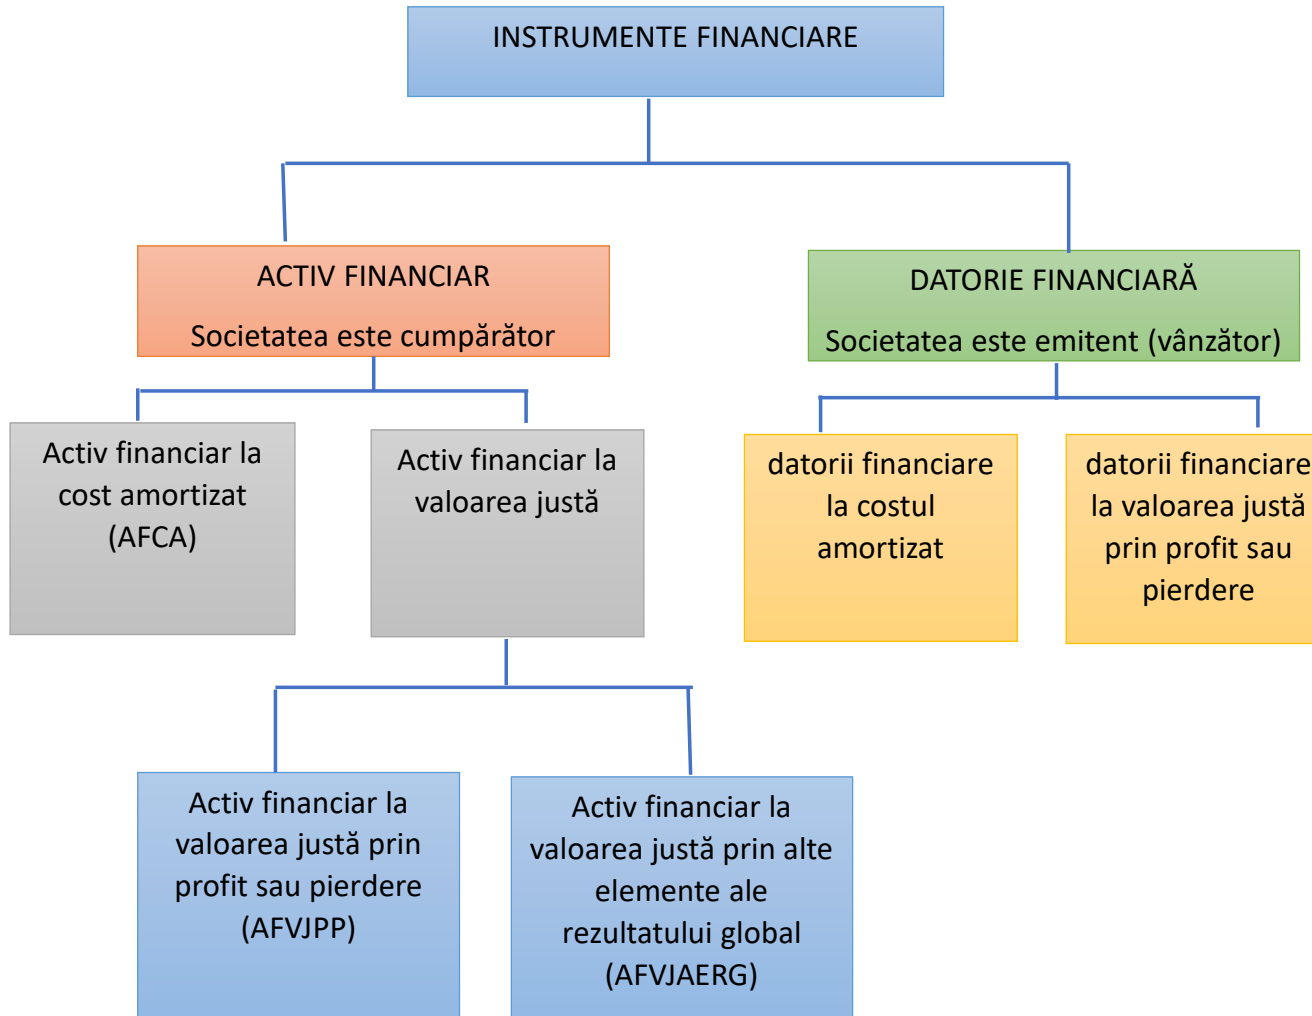 INSTRUMENTE FINANCIARE
ACTIV FINANCIAR
Societatea este cumpărător
DATORIE FINANCIARĂ
Societatea este emitent (vânzător)
Activ financiar la
cost amortizat
(AFCA)
Activ financiar la
valoarea justă
datorii financiare
la costul
amortizat
datorii financiare
la valoarea justă
prin profit sau
pierdere
Activ financiar la
valoarea justă prin
profit sau pierdere
(AFVJPP)
Activ financiar la
valoarea justă prin alte
elemente ale
rezultatului global
(AFVJAERG)